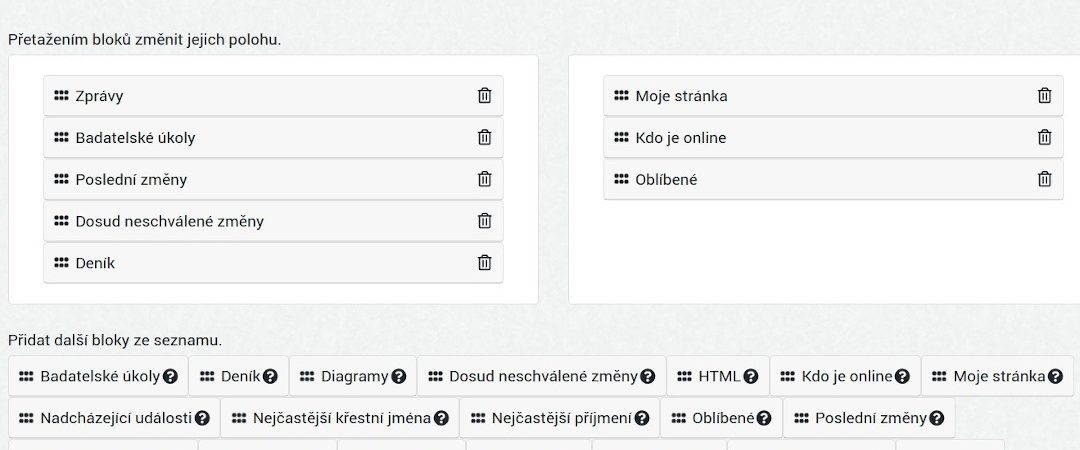 Přetažením bloků změnit jejich polohu.
Zprávy
Badatelské úkoly
Poslední změny
Dosud neschválené změny
Deník
Moje stránka
Kdo je online
Oblíbené
Přidat další bloky ze seznamu.
Badatelské úkoly Deník Diagramy Dosud neschválené změny HTML Kdo je online Moje stránka
Nadcházející události Nejčastější křestní jména Nejčastější příjmení Oblíbené Poslední změny